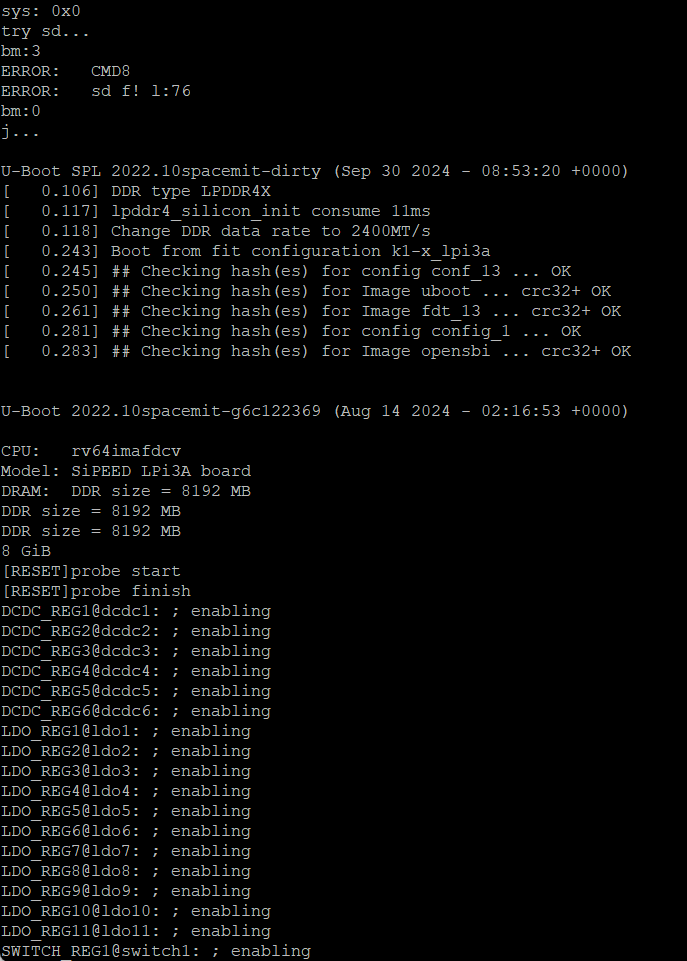 sys: 0x0
try sd...
bm:3
ERROR:   CMD8
ERROR:   sd f! l:76
bm:0
j...
U-Boot SPL 2022.10spacemit-dirty (Sep 30 2024 - 08:53:20 +0000)
[   0.106] DDR type LPDDR4X
[   0.117] lpddr4_silicon_init consume 11ms
[   0.118] Change DDR data rate to 2400MT/s
[   0.243] Boot from fit configuration k1-x_lpi3a
[   0.245] ## Checking hash(es) for config conf_13 ... OK
[   0.250] ## Checking hash(es) for Image uboot ... crc32+ OK
[   0.261] ## Checking hash(es) for Image fdt_13 ... crc32+ OK
[   0.281] ## Checking hash(es) for config config_1 ... OK
[   0.283] ## Checking hash(es) for Image opensbi ... crc32+ OK
U-Boot 2022.10spacemit-g6c122369 (Aug 14 2024 - 02:16:53 +0000)
CPU:   rv64imafdcv
Model: SiPEED LPi3A board
DRAM:  DDR size = 8192 MB
DDR size = 8192 MB
DDR size = 8192 MB
8 GiB
[RESET]probe start
[RESET]probe finish
DCDC_REG1@dcdc1: ; enabling
DCDC_REG2@dcdc2: ; enabling
DCDC_REG3@dcdc3: ; enabling
DCDC_REG4@dcdc4: ; enabling
DCDC_REG5@dcdc5: ; enabling
DCDC_REG6@dcdc6: ; enabling
LDO_REG1@ldo1: ; enabling
LDO_REG2@ldo2: ; enabling
LDO_REG3@ldo3: ; enabling
LDO_REG4@ldo4: ; enabling
LDO_REG5@ldo5: ; enabling
LDO_REG6@ldo6: ; enabling
LDO_REG7@ldo7: ; enabling
LDO_REG8@ldo8: ; enabling
LDO_REG9@ldo9: ; enabling
LDO_REG10@ldo10: ; enabling
LDO_REG11@ldo11: ; enabling
SWITCH_REG1@switch1: ; enabling